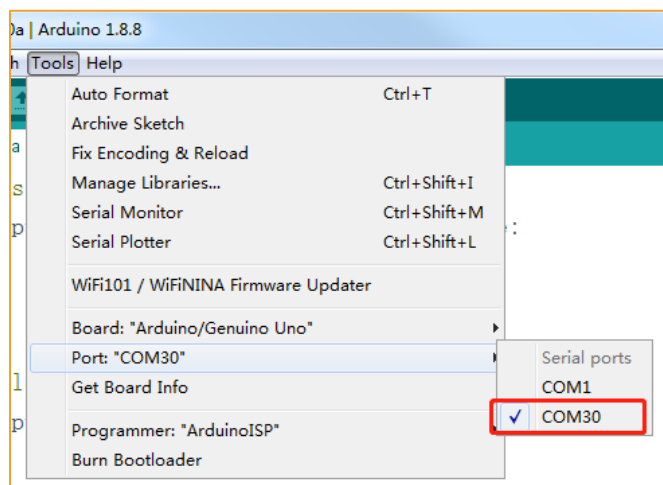 0a | Arduino 1.8.8
h Tools Help
Auto Format Ctrl+T
Archive Sketch
a
Fix Encoding & Reload
s
Manage Libraries... Ctrl+Shift+I
Serial Monitor Ctrl+Shift+M
p :
Serial Plotter Ctrl+Shift+L
WiFi101 / WiFiNINA Firmware Updater
Board: "Arduino/Genuino Uno"
Port: "COM30" Serial ports
l Get Board Info COM1
COM30
p
Programmer: "ArduinoISP"
Burn Bootloader